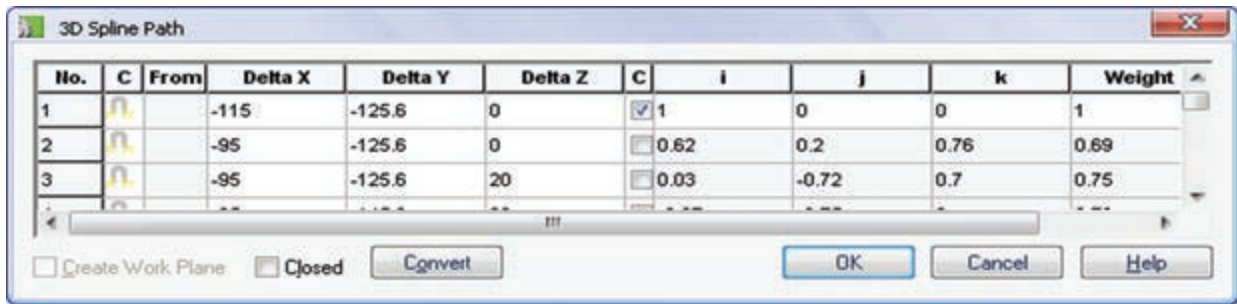 3D Spline Path
No. C From Delta X Delta Y Delta Z C i j k Weight
1 -115 -125.6 0 1 0 0 1
2 -95 -125.6 0 0.62 0.2 0.76 0.69
3 -95 -125.6 20 0.03 -0.72 0.7 0.75
Create Work Plane Closed Convert OK Cancel Help